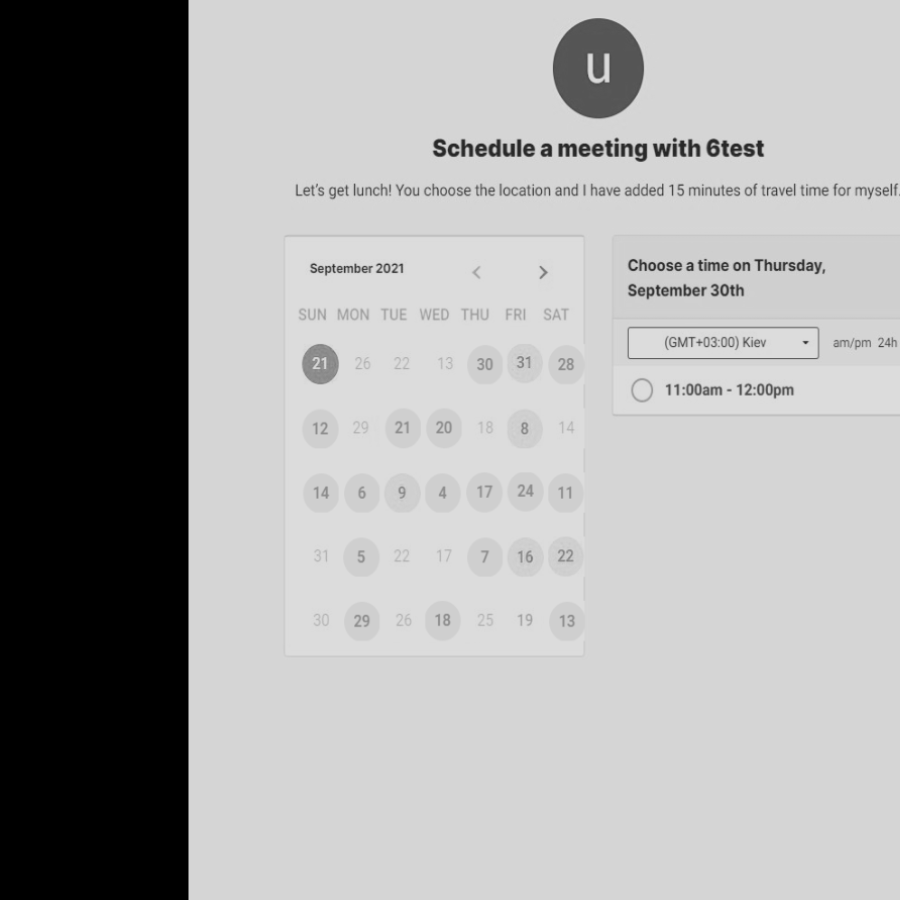 u
Schedule a meeting with 6test
Let's get lunch! You choose the location and I have added 15 minutes of travel time for myself.
September 2021
SUN MON TUE WED THU FRI SAT
21 26 22 13 30 31 28
12 29 21 20 18 8 14
14 6 9 4 17 24 11
31 5 22 17 7 16 22
30 29 26 18 25 19 13
Choose a time on Thursday,
September 30th
(GMT+03:00) Kiev am/pm 24h
11:00am - 12:00pm